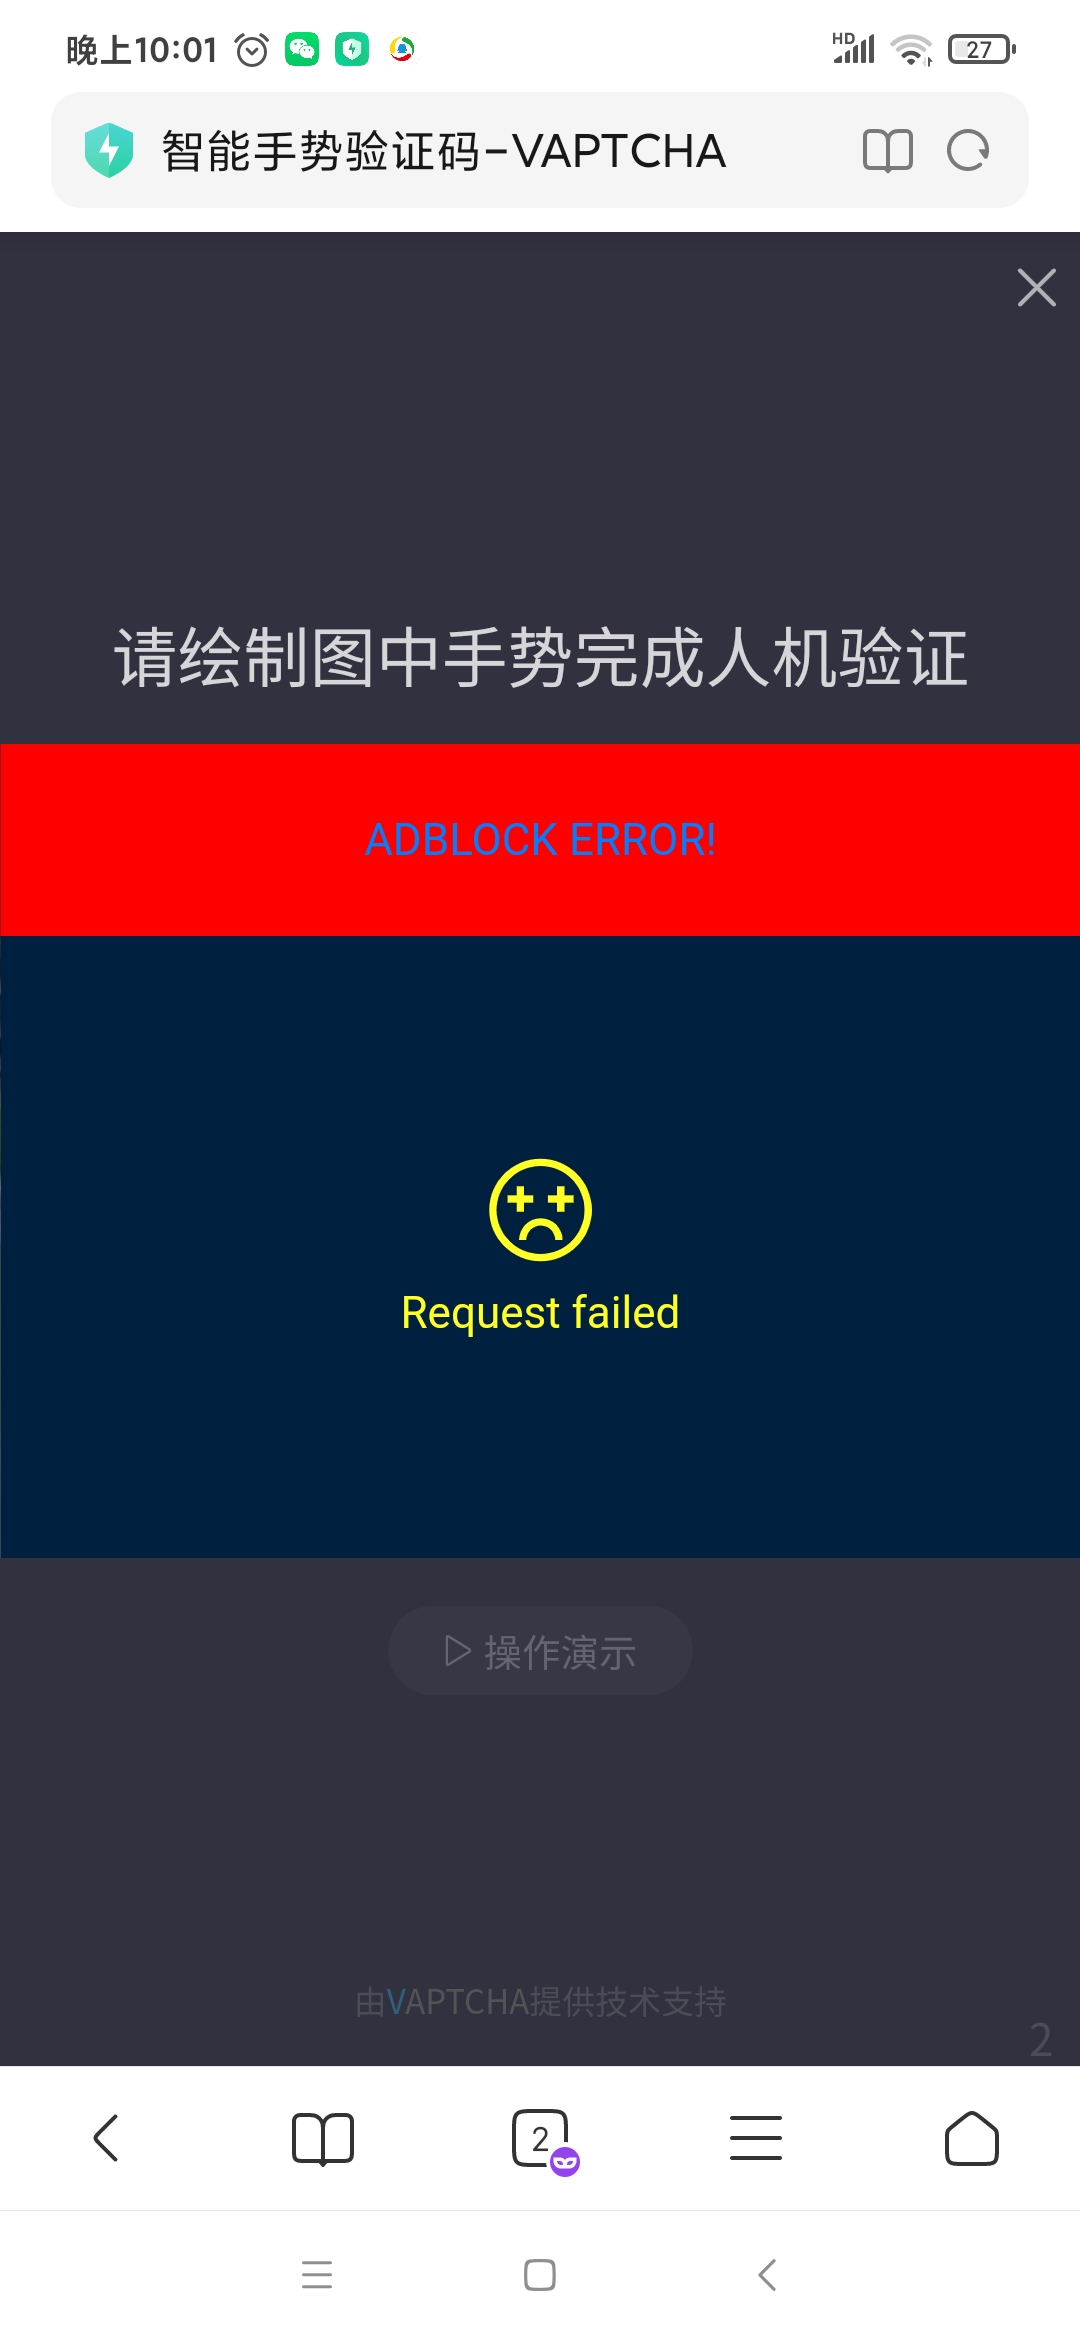 晚上10:01
HD
27
智能手势验证码-VAPTCHA
请绘制图中手势完成人机验证
ADBLOCK ERROR!
Request failed
操作演示
由VAPTCHA提供技术支持
2
2